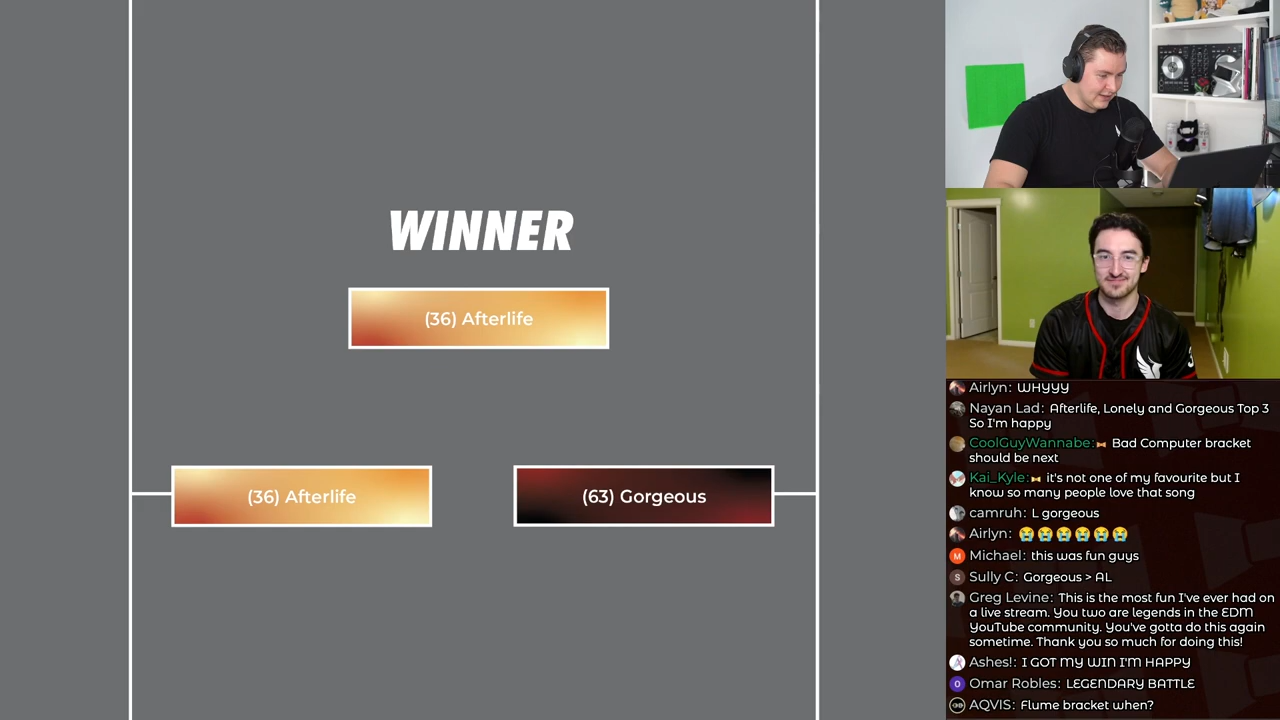 WINNER
(36) Afterlife
(36) Afterlife
(63) Gorgeous
Airlyn: WHYYY
Nayan Lad: Afterlife, Lonely and Gorgeous Top 3
So I'm happy
CoolGuyWannabe: Bad Computer bracket
should be next
Kai_Kyle: it's not one of my favourite but I
know so many people love that song
camruh: L gorgeous
Airlyn: 😭😭😭😭😭😭
M Michael: this was fun guys
S Sully C: Gorgeous > AL
Greg Levine: This is the most fun I've ever had on
a live stream. You two are legends in the EDM
YouTube community. You've gotta do this again
sometime. Thank you so much for doing this!
Ashes!: I GOT MY WIN I'M HAPPY
O Omar Robles: LEGENDARY BATTLE
AQVIS: Flume bracket when?